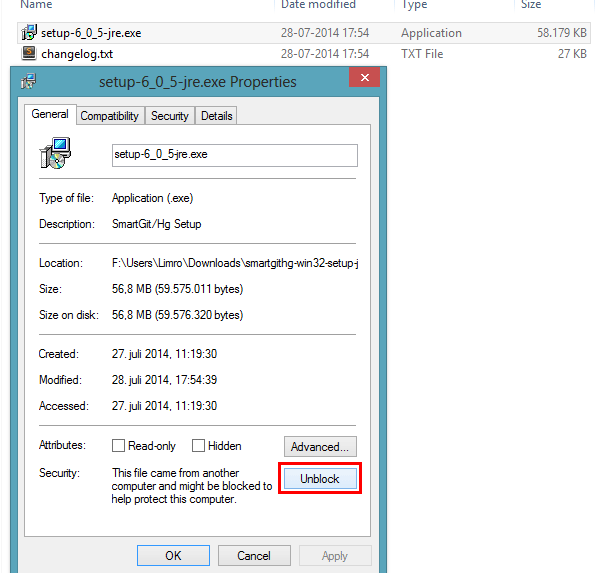 Name Date modified Type Size
setup-6_0_5-jre.exe 28-07-2014 17:54 Application 58.179 KB
changelog.txt 28-07-2014 17:54 TXT File 27 KB
setup-6_0_5-jre.exe Properties
General Compatibility Security Details
setup-6_0_5-jre.exe
Type of file: Application (.exe)
Description: SmartGit/Hg Setup
Location: F:\Users\Limro\Downloads\smartgithg-win32-setup-j
Size: 56,8 MB (59.575.011 bytes)
Size on disk: 56,8 MB (59.576.320 bytes)
Created: 27. juli 2014, 11:19:30
Modified: 28. juli 2014, 17:54:39
Accessed: 27. juli 2014, 11:19:30
Attributes: Read-only Hidden Advanced...
Security: This file came from another
computer and might be blocked to
help protect this computer.
Unblock
OK Cancel Apply